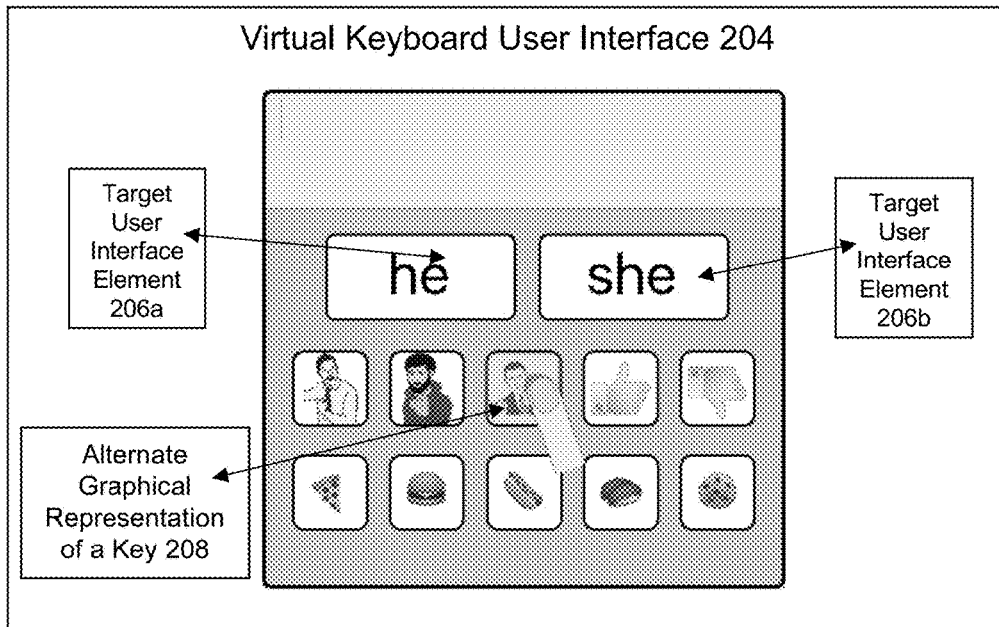 Virtual Keyboard User Interface 204
Target
User
Interface
Element
206a
he
she
Target
User
Interface
Element
206b
Alternate
Graphical
Representation
of a Key 208